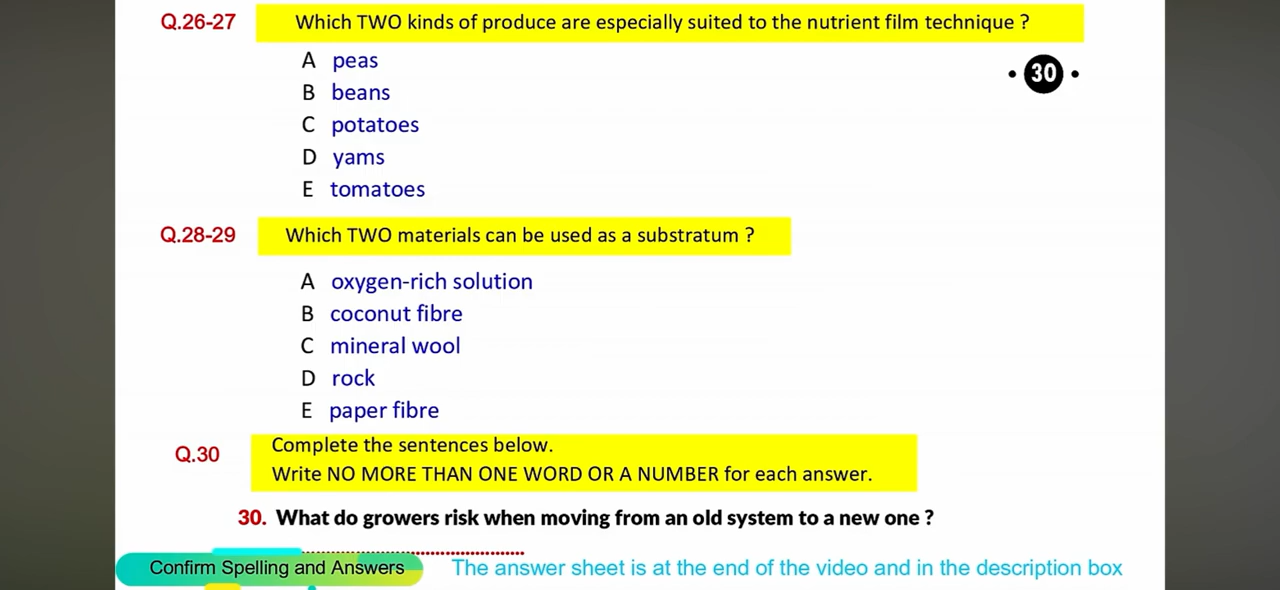 Q.26-27 Which TWO kinds of produce are especially suited to the nutrient film technique ?
A peas
• 30 •
B beans
C potatoes
D yams
E tomatoes
Q.28-29 Which TWO materials can be used as a substratum ?
A oxygen-rich solution
B coconut fibre
C mineral wool
D rock
E paper fibre
Q.30 Complete the sentences below.
Write NO MORE THAN ONE WORD OR A NUMBER for each answer.
30. What do growers risk when moving from an old system to a new one ?
Confirm Spelling and Answers The answer sheet is at the end of the video and in the description box